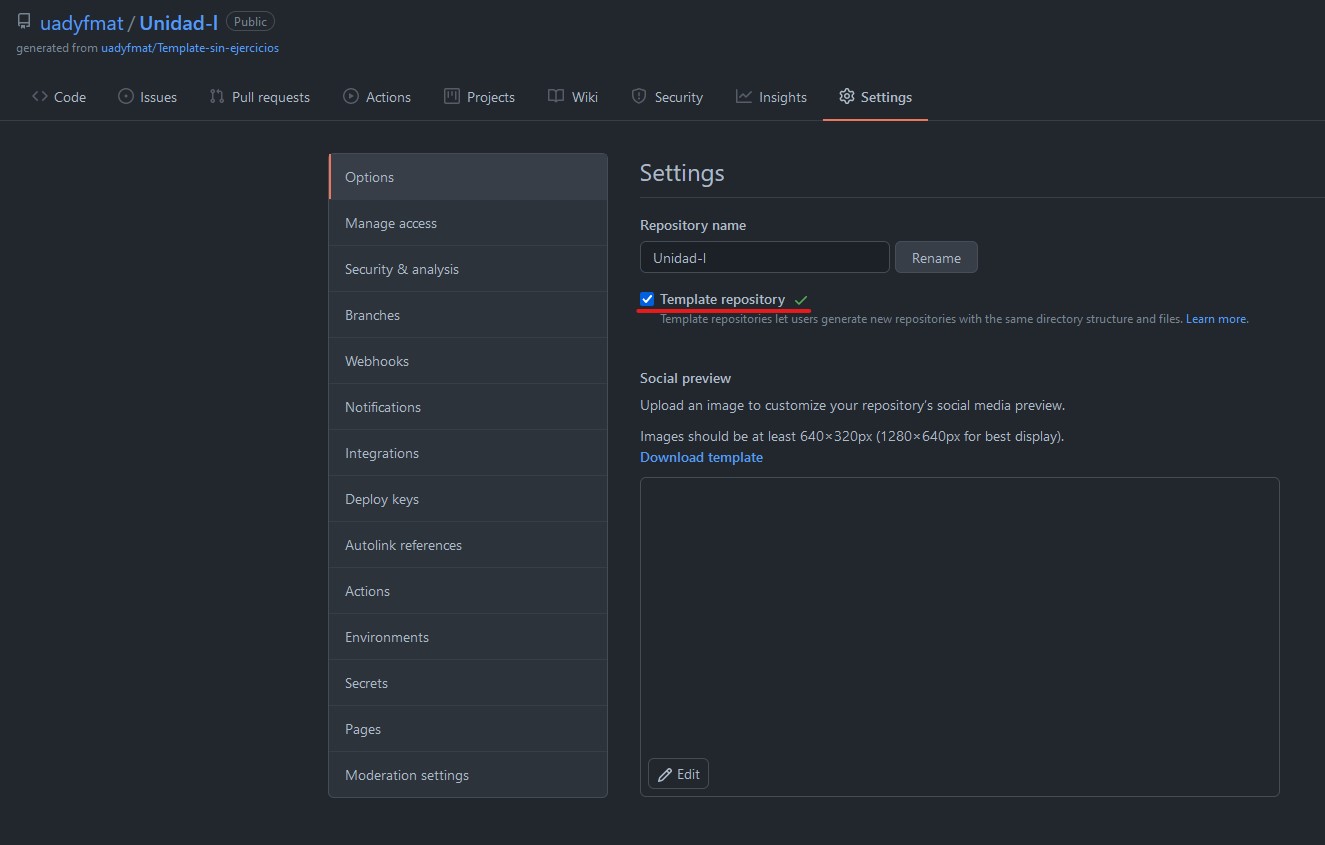 uadyfmat / Unidad-I Public
generated from uadyfmat/Template-sin-ejercicios
Code Issues Pull requests Actions Projects Wiki Security Insights Settings
Options
Manage access
Security & analysis
Branches
Webhooks
Notifications
Integrations
Deploy keys
Autolink references
Actions
Environments
Secrets
Pages
Moderation settings
Settings
Repository name
Unidad-I Rename
Template repository
Template repositories let users generate new repositories with the same directory structure and files. Learn more.
Social preview
Upload an image to customize your repository's social media preview.
Images should be at least 640×320px (1280×640px for best display).
Download template
Edit